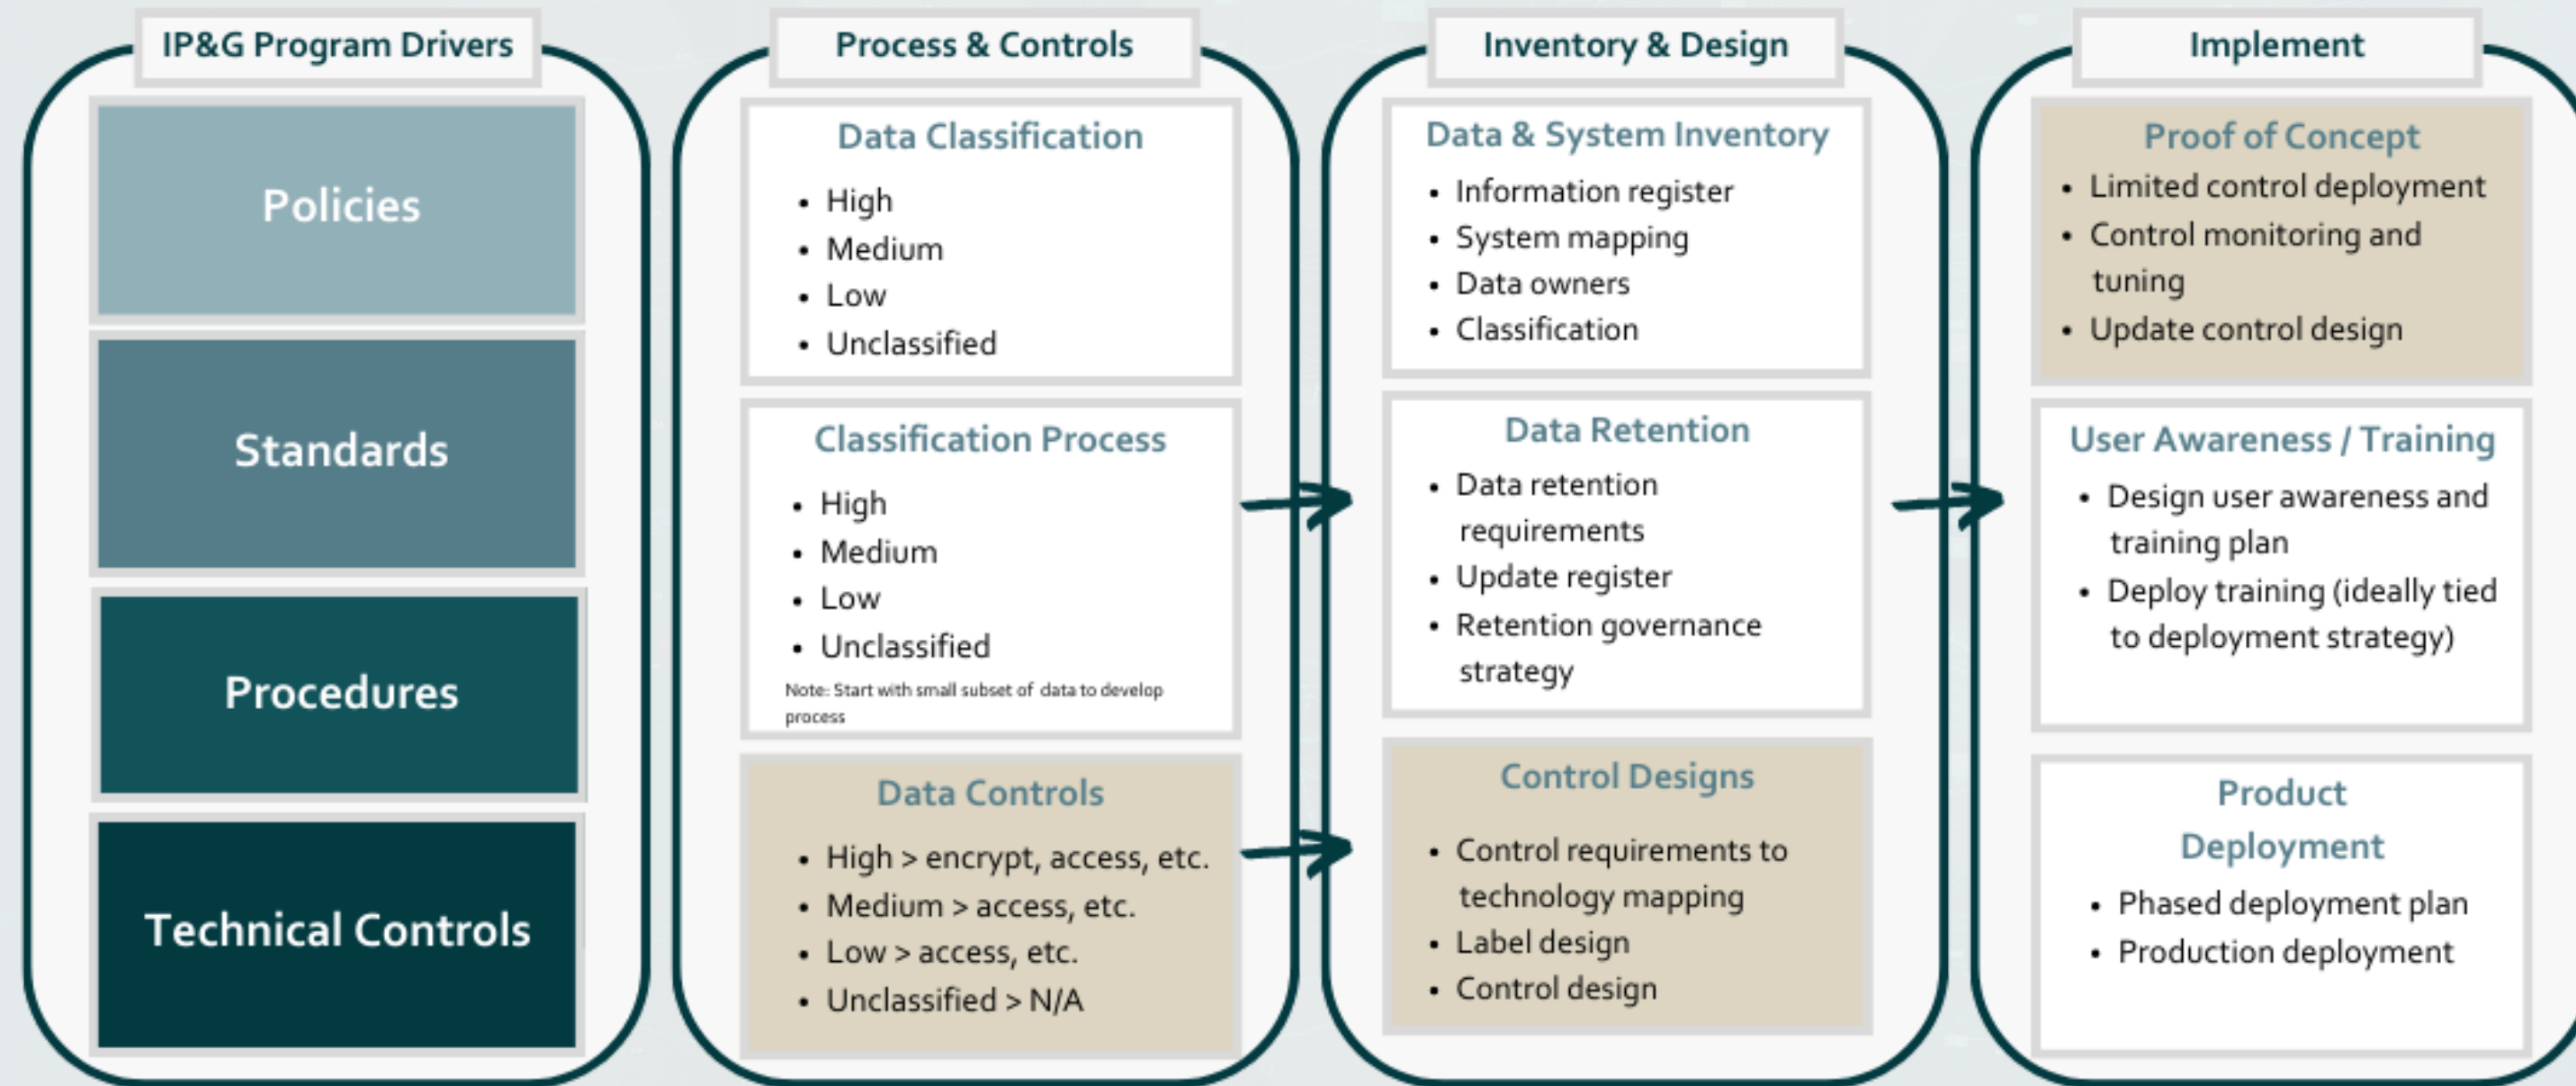 IP&G Program Drivers
Policies
Standards
Procedures
Technical Controls
Process & Controls
Data Classification
• High
• Medium
• Low
• Unclassified
Classification Process
• High
• Medium
• Low
• Unclassified
Note: Start with small subset of data to develop
process
Data Controls
• High > encrypt, access, etc.
• Medium > access, etc.
• Low > access, etc.
• Unclassified > N/A
Inventory & Design
Data & System Inventory
• Information register
• System mapping
• Data owners
• Classification
Data Retention
• Data retention
requirements
• Update register
• Retention governance
strategy
Control Designs
• Control requirements to
technology mapping
• Label design
• Control design
Implement
Proof of Concept
• Limited control deployment
• Control monitoring and
tuning
• Update control design
User Awareness / Training
• Design user awareness and
training plan
• Deploy training (ideally tied
to deployment strategy)
Product
Deployment
• Phased deployment plan
• Production deployment